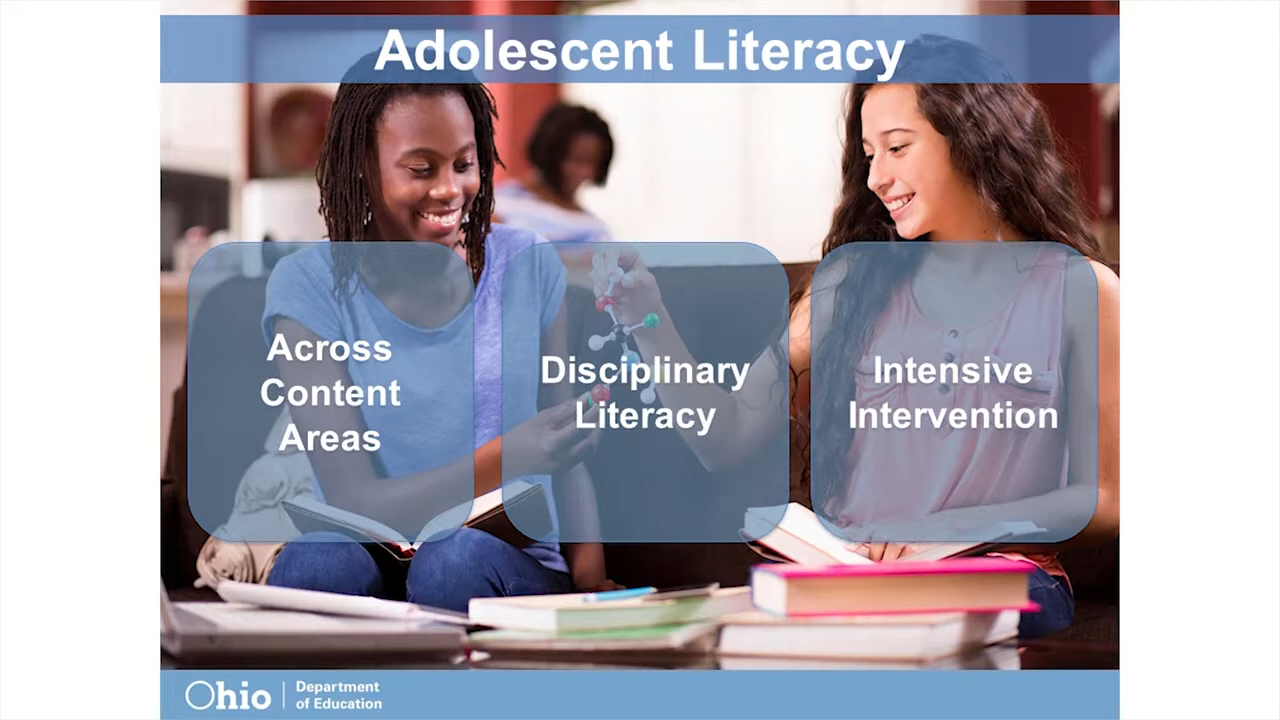 Adolescent Literacy
Across
Content
Areas
Disciplinary
Literacy
Intensive
Intervention
Ohio
Department
of Education